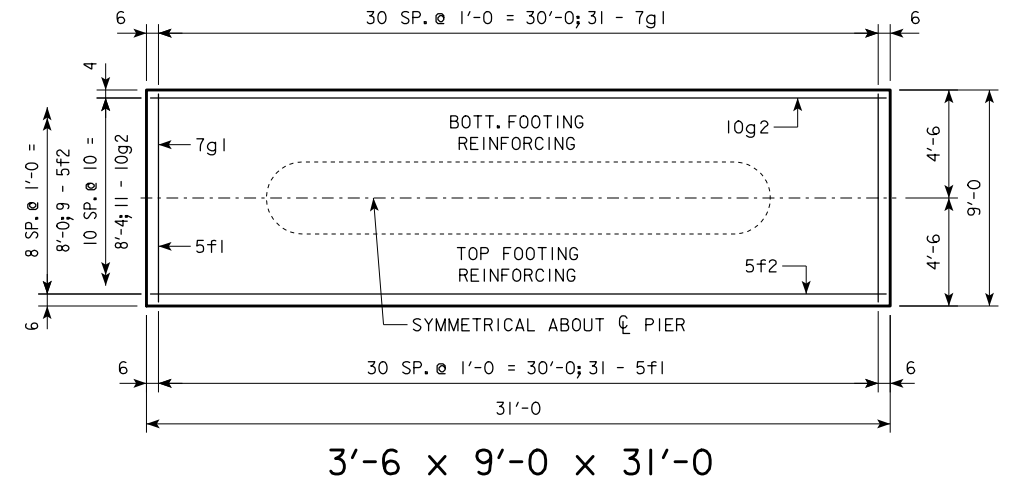 6
30 SP. @ 1'-0 = 30'-0; 31 - 7g1
6
4
8 SP. @ 1'-0 =
8'-0; 9 - 5f2
10 SP. @ 10 =
8'-4; 11 - 10g2
6
7g1
5f1
BOTT. FOOTING
REINFORCING
10g2
TOP FOOTING
REINFORCING
5f2
4'-6
4'-6
9'-0
SYMMETRICAL ABOUT ℄ PIER
6
30 SP. @ 1'-0 = 30'-0; 31 - 5f1
6
31'-0
3'-6 x 9'-0 x 31'-0